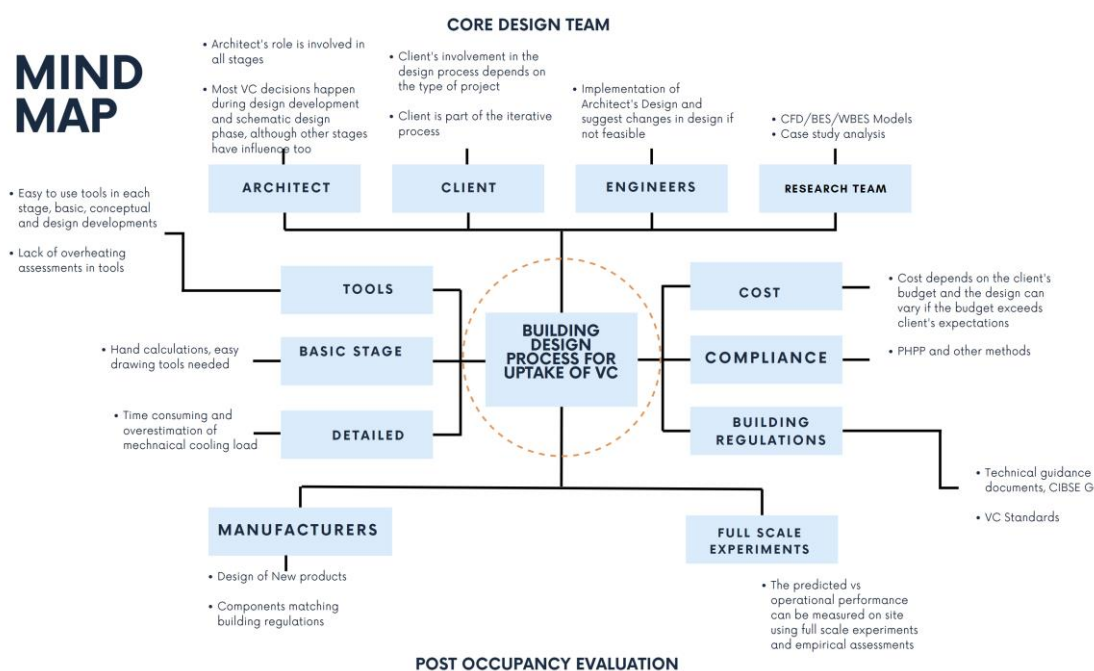 CORE DESIGN TEAM
MIND
MAP
• Architect's role is involved in
all stages
• Most VC decisions happen
during design development
and schematic design
phase, although other stages
have influence too
• Client's involvement in the
design process depends on
the type of project
• Client is part of the iterative
process
• Implementation of
Architect's Design and
suggest changes in design if
not feasible
• CFD/BES/WBES Models
• Case study analysis
ARCHITECT
CLIENT
ENGINEERS
RESEARCH TEAM
• Easy to use tools in each
stage, basic, conceptual
and design developments
• Lack of overheating
assessments in tools
TOOLS
• Hand calculations, easy
drawing tools needed
BASIC STAGE
• Time consuming and
overestimation of
mechnaical cooling load
DETAILED
BUILDING
DESIGN
PROCESS FOR
UPTAKE OF VC
COST
• Cost depends on the client's
budget and the design can
vary if the budget exceeds
client's expectations
COMPLIANCE
• PHPP and other methods
BUILDING
REGULATIONS
• Technical guidance
documents, CIBSE G
• VC Standards
MANUFACTURERS
• Design of New products
• Components matching
building regulations
FULL SCALE
EXPERIMENTS
• The predicted vs
operational performance
can be measured on site
using full scale experiments
and empirical assessments
POST OCCUPANCY EVALUATION